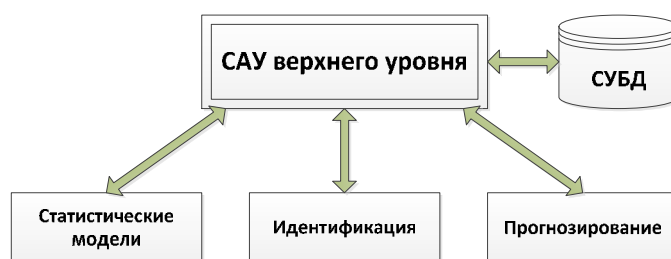 САУ верхнего уровня
СУБД
Статистические
модели
Идентификация
Прогнозирование